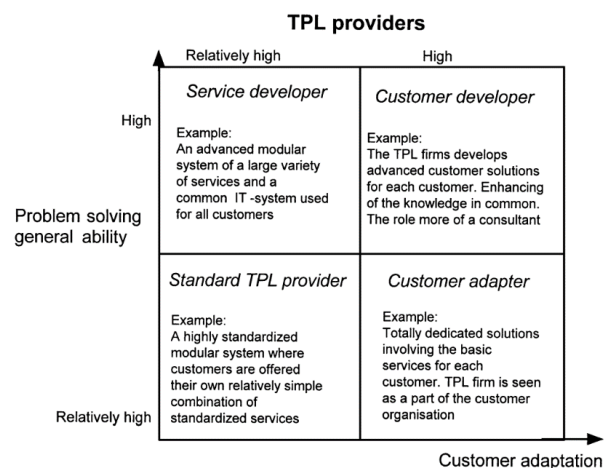 TPL providers
Relatively high
High
High
Problem solving
general ability
Relatively high
Service developer
Example:
An advanced modular
system of a large variety
of services and a
common IT -system used
for all customers
Customer developer
Example:
The TPL firms develops
advanced customer solutions
for each customer. Enhancing
of the knowledge in common.
The role more of a consultant
Standard TPL provider
Example:
A highly standardized
modular system where
customers are offered
their own relatively simple
combination of
standardized services
Customer adapter
Example:
Totally dedicated solutions
involving the basic
services for each
customer. TPL firm is seen
as a part of the customer
organisation
Customer adaptation